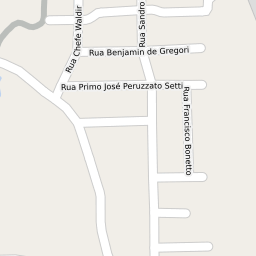 Rua Chefe Waldir
Rua Sandro
Rua Benjamin de Gregori
Rua Primo José Peruzzato Setti
Rua Francisco Bonetto